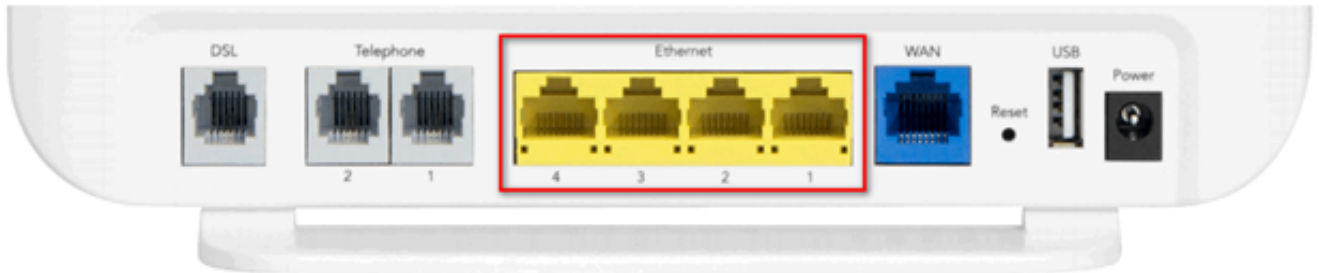 DSL
Telephone
Ethernet
WAN
USB
Power
Reset
2 1
4 3 2 1